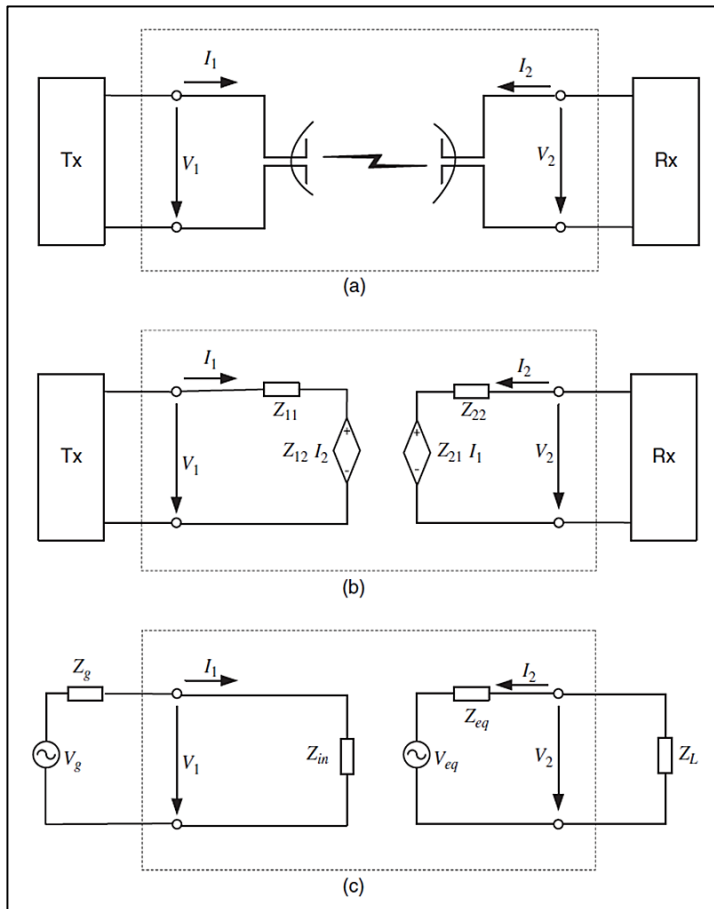 I1 I2
Tx V1 V2 Rx
(a)
I1 I2
Z11 Z22
Tx V1 Z12 I2 + - + - Z21 I1 V2 Rx
(b)
Zg I1 I2
Zeq
Vg V1 Zin Veq V2 ZL
(c)